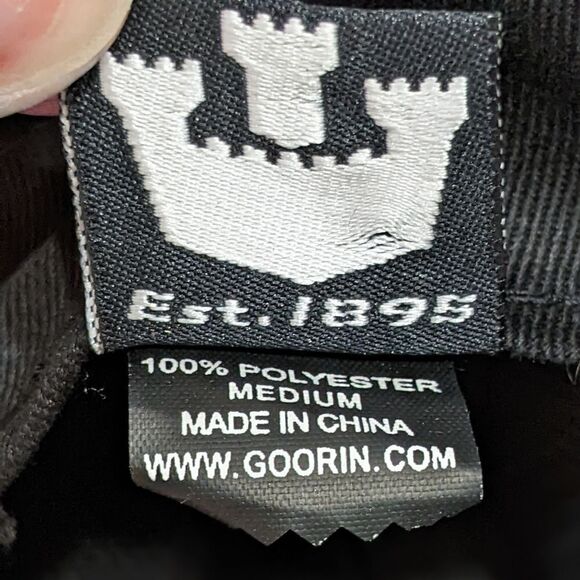 Est. 1895
100% POLYESTER
MEDIUM
MADE IN CHINA
WWW.GOORIN.COM